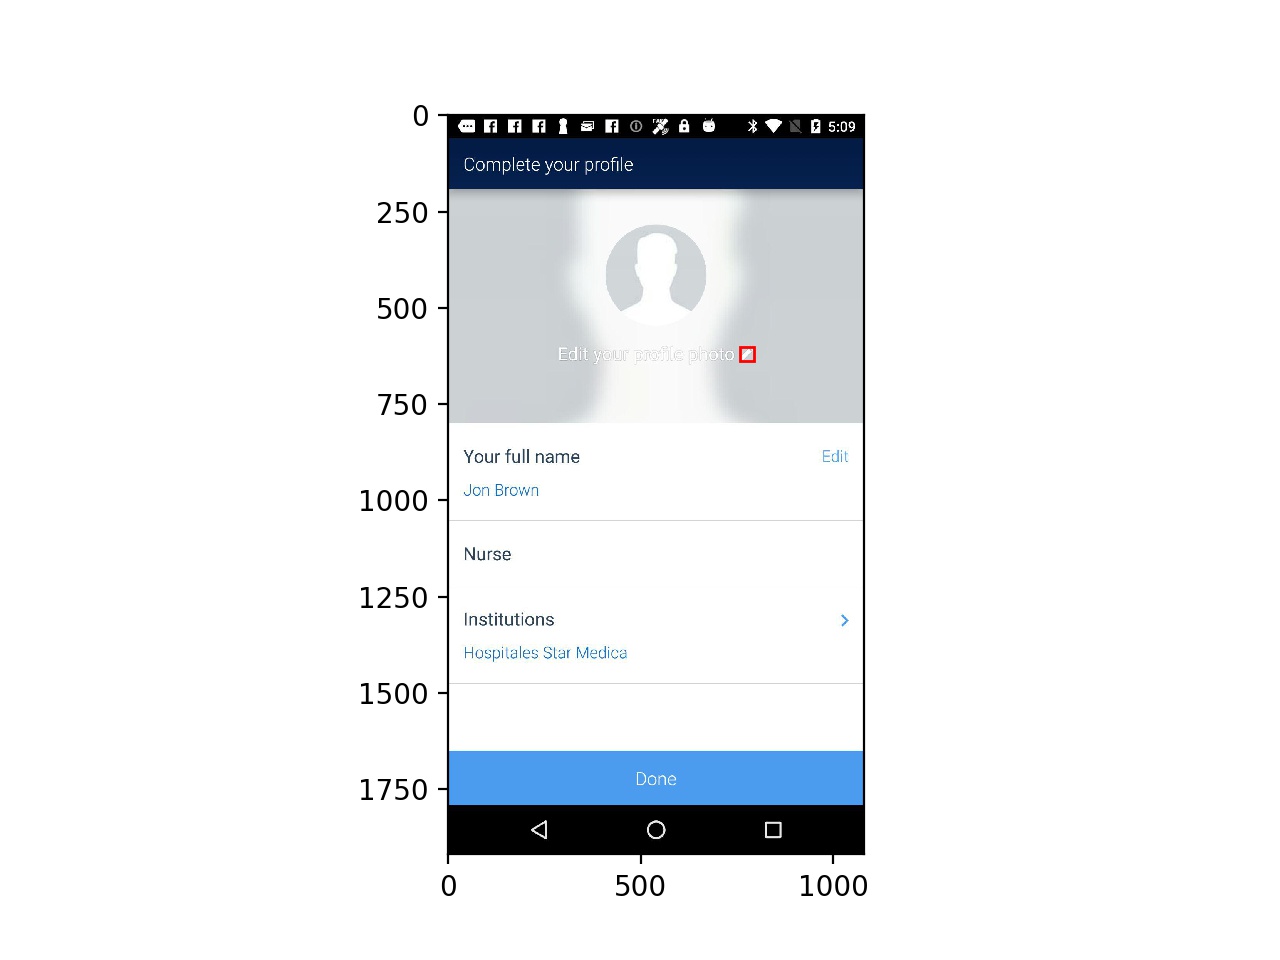 0
250
500
750
1000
1250
1500
1750
5:09
Complete your profile
Edit your profile photo
Your full name
Edit
Jon Brown
Nurse
Institutions
Hospitales Star Medica
Done
0
500
1000